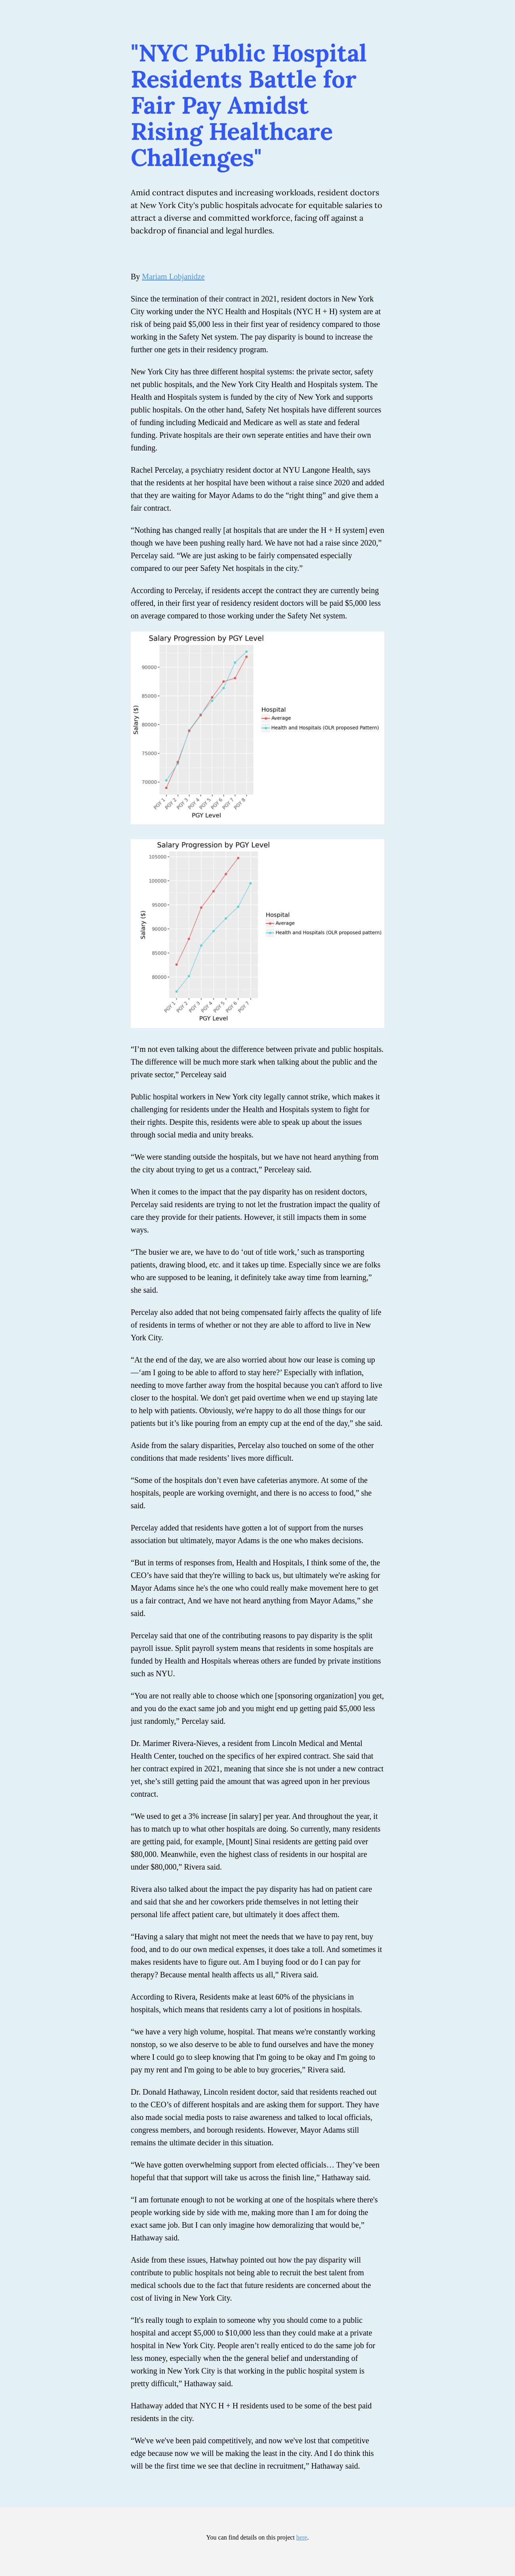 "NYC Public Hospital
Residents Battle for
Fair Pay Amidst
Rising Healthcare
Challenges"
Amid contract disputes and increasing workloads, resident doctors
at New York City's public hospitals advocate for equitable salaries to
attract a diverse and committed workforce, facing off against a
backdrop of financial and legal hurdles.
By Mariam Lobjanidze
Since the termination of their contract in 2021, resident doctors in New York
City working under the NYC Health and Hospitals (NYC H + H) system are at
risk of being paid $5,000 less in their first year of residency compared to those
working in the Safety Net system. The pay disparity is bound to increase the
further one gets in their residency program.
New York City has three different hospital systems: the private sector, safety
net public hospitals, and the New York City Health and Hospitals system. The
Health and Hospitals system is funded by the city of New York and supports
public hospitals. On the other hand, Safety Net hospitals have different sources
of funding including Medicaid and Medicare as well as state and federal
funding. Private hospitals are their own seperate entities and have their own
funding.
Rachel Percelay, a psychiatry resident doctor at NYU Langone Health, says
that the residents at her hospital have been without a raise since 2020 and added
that they are waiting for Mayor Adams to do the “right thing” and give them a
fair contract.
“Nothing has changed really [at hospitals that are under the H + H system] even
though we have been pushing really hard. We have not had a raise since 2020,”
Percelay said. “We are just asking to be fairly compensated especially
compared to our peer Safety Net hospitals in the city.”
According to Percelay, if residents accept the contract they are currently being
offered, in their first year of residency resident doctors will be paid $5,000 less
on average compared to those working under the Safety Net system.
Salary Progression by PGY Level
90000
85000
80000
75000
70000
Salary ($)
PGY 1
PGY 2
PGY 3
PGY 4
PGY 5
PGY 6
PGY 7
PGY 8
PGY Level
Hospital
Average
Health and Hospitals (OLR proposed Pattern)
Salary Progression by PGY Level
105000
100000
95000
90000
85000
80000
Salary ($)
PGY 1
PGY 2
PGY 3
PGY 4
PGY 5
PGY 6
PGY 7
PGY Level
Hospital
Average
Health and Hospitals (OLR proposed pattern)
“I’m not even talking about the difference between private and public hospitals.
The difference will be much more stark when talking about the public and the
private sector,” Perceleay said
Public hospital workers in New York city legally cannot strike, which makes it
challenging for residents under the Health and Hospitals system to fight for
their rights. Despite this, residents were able to speak up about the issues
through social media and unity breaks.
“We were standing outside the hospitals, but we have not heard anything from
the city about trying to get us a contract,” Perceleay said.
When it comes to the impact that the pay disparity has on resident doctors,
Percelay said residents are trying to not let the frustration impact the quality of
care they provide for their patients. However, it still impacts them in some
ways.
“The busier we are, we have to do ‘out of title work,’ such as transporting
patients, drawing blood, etc. and it takes up time. Especially since we are folks
who are supposed to be leaning, it definitely take away time from learning,”
she said.
Percelay also added that not being compensated fairly affects the quality of life
of residents in terms of whether or not they are able to afford to live in New
York City.
“At the end of the day, we are also worried about how our lease is coming up
—‘am I going to be able to afford to stay here?’ Especially with inflation,
needing to move farther away from the hospital because you can't afford to live
closer to the hospital. We don't get paid overtime when we end up staying late
to help with patients. Obviously, we're happy to do all those things for our
patients but it’s like pouring from an empty cup at the end of the day,” she said.
Aside from the salary disparities, Percelay also touched on some of the other
conditions that made residents’ lives more difficult.
“Some of the hospitals don’t even have cafeterias anymore. At some of the
hospitals, people are working overnight, and there is no access to food,” she
said.
Percelay added that residents have gotten a lot of support from the nurses
association but ultimately, mayor Adams is the one who makes decisions.
“But in terms of responses from, Health and Hospitals, I think some of the, the
CEO’s have said that they're willing to back us, but ultimately we're asking for
Mayor Adams since he's the one who could really make movement here to get
us a fair contract, And we have not heard anything from Mayor Adams,” she
said.
Percelay said that one of the contributing reasons to pay disparity is the split
payroll issue. Split payroll system means that residents in some hospitals are
funded by Health and Hospitals whereas others are funded by private institions
such as NYU.
“You are not really able to choose which one [sponsoring organization] you get,
and you do the exact same job and you might end up getting paid $5,000 less
just randomly,” Percelay said.
Dr. Marimer Rivera-Nieves, a resident from Lincoln Medical and Mental
Health Center, touched on the specifics of her expired contract. She said that
her contract expired in 2021, meaning that since she is not under a new contract
yet, she’s still getting paid the amount that was agreed upon in her previous
contract.
“We used to get a 3% increase [in salary] per year. And throughout the year, it
has to match up to what other hospitals are doing. So currently, many residents
are getting paid, for example, [Mount] Sinai residents are getting paid over
$80,000. Meanwhile, even the highest class of residents in our hospital are
under $80,000,” Rivera said.
Rivera also talked about the impact the pay disparity has had on patient care
and said that she and her coworkers pride themselves in not letting their
personal life affect patient care, but ultimately it does affect them.
“Having a salary that might not meet the needs that we have to pay rent, buy
food, and to do our own medical expenses, it does take a toll. And sometimes it
makes residents have to figure out. Am I buying food or do I can pay for
therapy? Because mental health affects us all,” Rivera said.
According to Rivera, Residents make at least 60% of the physicians in
hospitals, which means that residents carry a lot of positions in hospitals.
“we have a very high volume, hospital. That means we're constantly working
nonstop, so we also deserve to be able to fund ourselves and have the money
where I could go to sleep knowing that I'm going to be okay and I'm going to
pay my rent and I'm going to be able to buy groceries,” Rivera said.
Dr. Donald Hathaway, Lincoln resident doctor, said that residents reached out
to the CEO’s of different hospitals and are asking them for support. They have
also made social media posts to raise awareness and talked to local officials,
congress members, and borough residents. However, Mayor Adams still
remains the ultimate decider in this situation.
“We have gotten overwhelming support from elected officials… They’ve been
hopeful that that support will take us across the finish line,” Hathaway said.
“I am fortunate enough to not be working at one of the hospitals where there's
people working side by side with me, making more than I am for doing the
exact same job. But I can only imagine how demoralizing that would be,”
Hathaway said.
Aside from these issues, Hatwhay pointed out how the pay disparity will
contribute to public hospitals not being able to recruit the best talent from
medical schools due to the fact that future residents are concerned about the
cost of living in New York City.
“It's really tough to explain to someone why you should come to a public
hospital and accept $5,000 to $10,000 less than they could make at a private
hospital in New York City. People aren’t really enticed to do the same job for
less money, especially when the the general belief and understanding of
working in New York City is that working in the public hospital system is
pretty difficult,” Hathaway said.
Hathaway added that NYC H + H residents used to be some of the best paid
residents in the city.
“We've we've been paid competitively, and now we've lost that competitive
edge because now we will be making the least in the city. And I do think this
will be the first time we see that decline in recruitment,” Hathaway said.
You can find details on this project here.